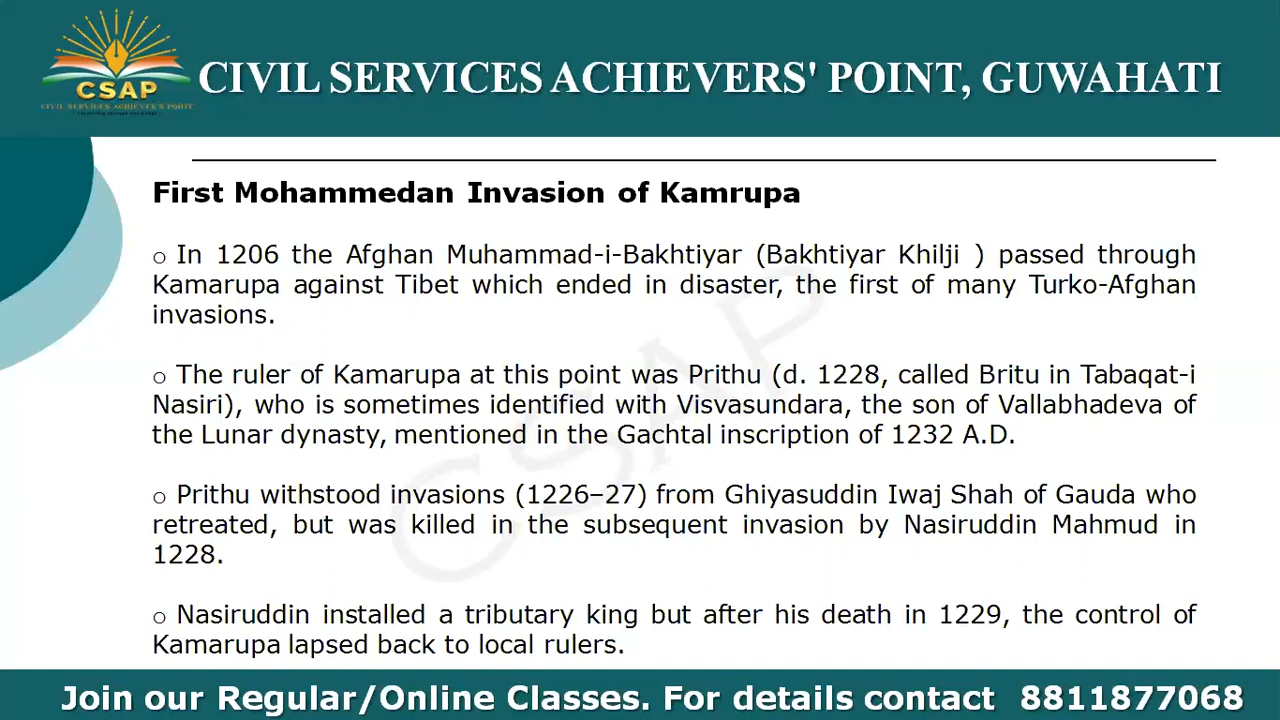 CSAP
CIVIL SERVICES ACHIEVER'S POINT
CIVIL SERVICES ACHIEVERS' POINT, GUWAHATI
First Mohammedan Invasion of Kamrupa
o In 1206 the Afghan Muhammad-i-Bakhtiyar (Bakhtiyar Khilji ) passed through
Kamarupa against Tibet which ended in disaster, the first of many Turko-Afghan
invasions.
o The ruler of Kamarupa at this point was Prithu (d. 1228, called Britu in Tabaqat-i
Nasiri), who is sometimes identified with Visvasundara, the son of Vallabhadeva of
the Lunar dynasty, mentioned in the Gachtal inscription of 1232 A.D.
o Prithu withstood invasions (1226–27) from Ghiyasuddin Iwaj Shah of Gauda who
retreated, but was killed in the subsequent invasion by Nasiruddin Mahmud in
1228.
o Nasiruddin installed a tributary king but after his death in 1229, the control of
Kamarupa lapsed back to local rulers.
CSAP
Join our Regular/Online Classes. For details contact 8811877068